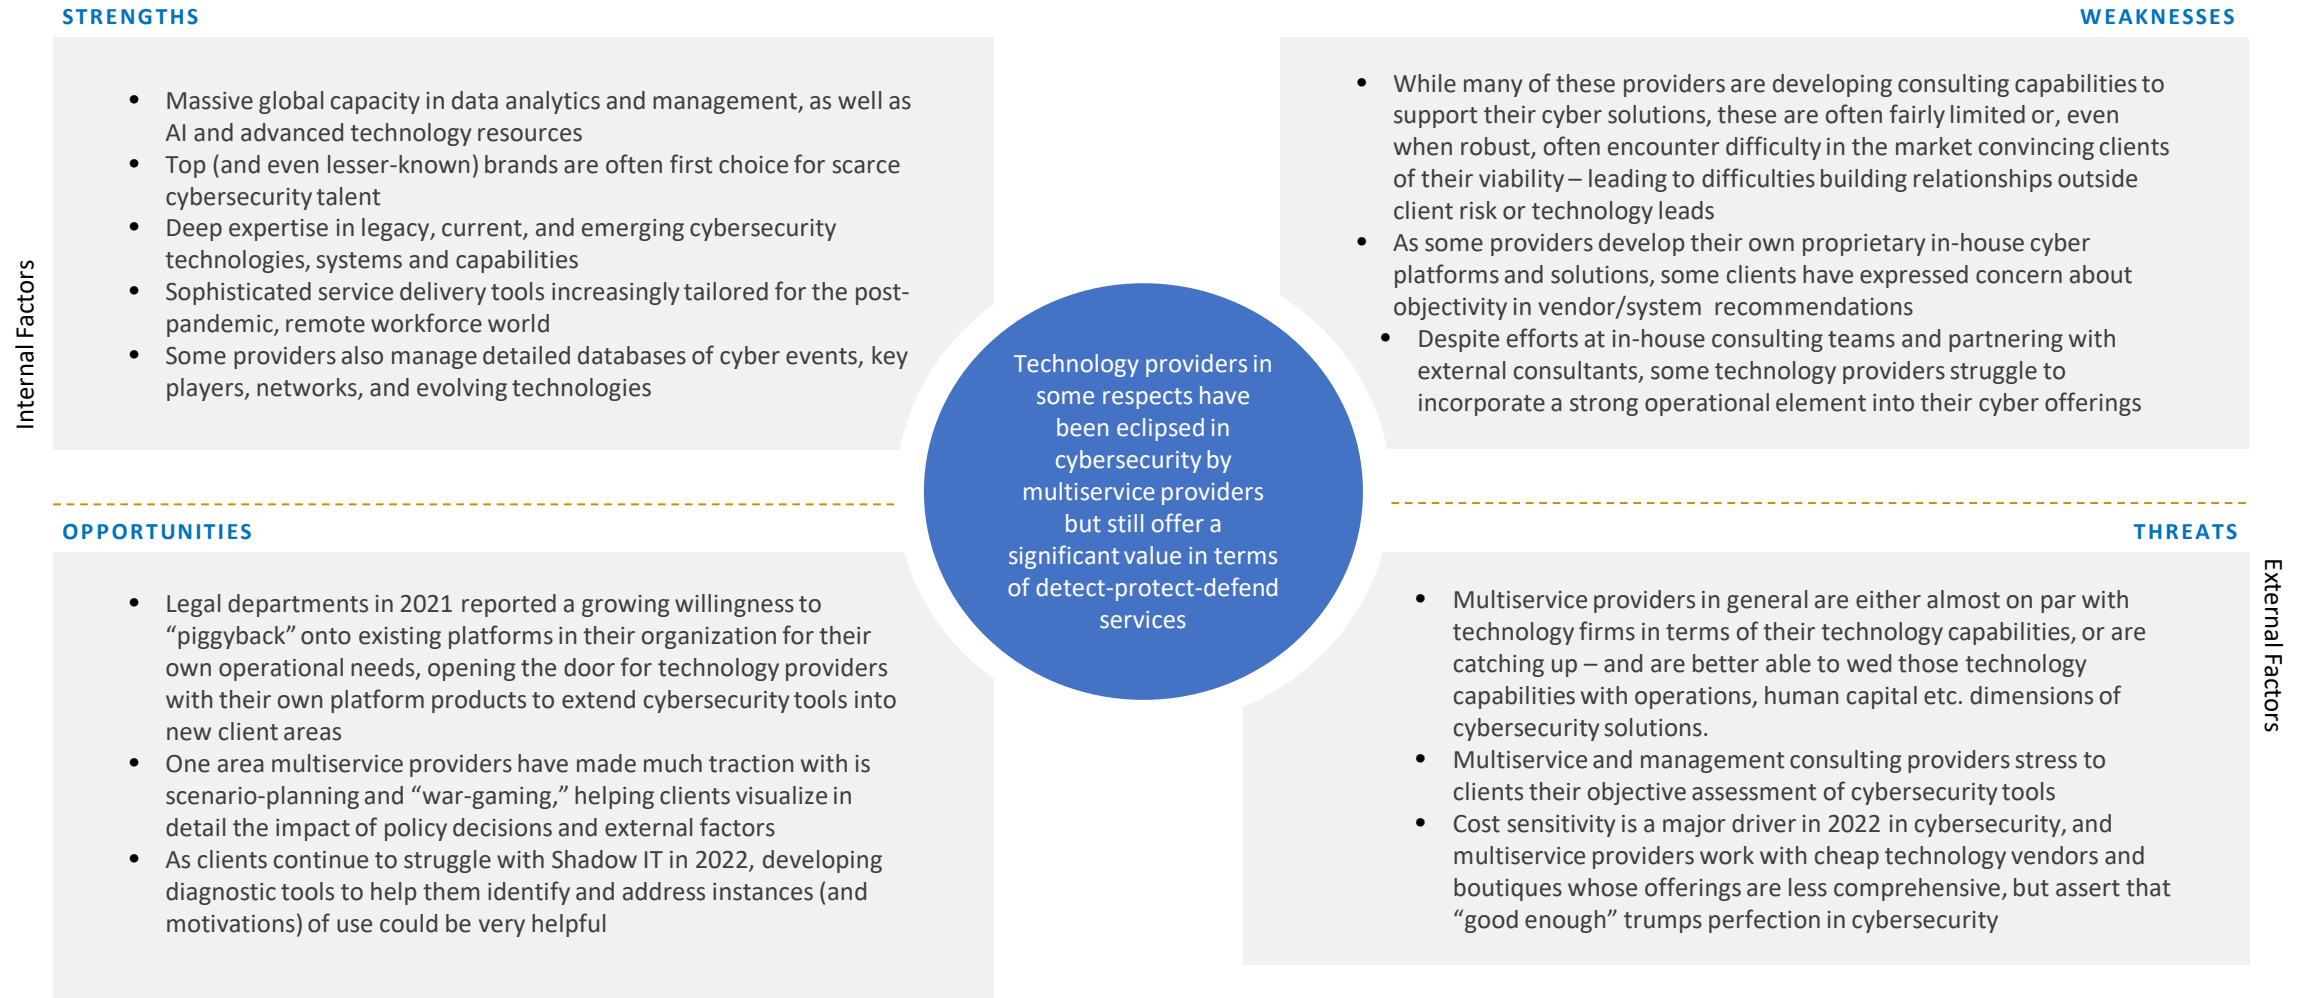 STRENGTHS
• Massive global capacity in data analytics and management, as well as
AI and advanced technology resources
• Top (and even lesser-known) brands are often first choice for scarce
cybersecurity talent
• Deep expertise in legacy, current, and emerging cybersecurity
technologies, systems and capabilities
• Sophisticated service delivery tools increasingly tailored for the post-
pandemic, remote workforce world
• Some providers also manage detailed databases of cyber events, key
players, networks, and evolving technologies
Internal Factors
WEAKNESSES
• While many of these providers are developing consulting capabilities to
support their cyber solutions, these are often fairly limited or, even
when robust, often encounter difficulty in the market convincing clients
of their viability – leading to difficulties building relationships outside
client risk or technology leads
• As some providers develop their own proprietary in-house cyber
platforms and solutions, some clients have expressed concern about
objectivity in vendor/system recommendations
• Despite efforts at in-house consulting teams and partnering with
external consultants, some technology providers struggle to
incorporate a strong operational element into their cyber offerings
Technology providers in
some respects have
been eclipsed in
cybersecurity by
multiservice providers
but still offer a
significant value in terms
of detect-protect-defend
services
OPPORTUNITIES
• Legal departments in 2021 reported a growing willingness to
“piggyback” onto existing platforms in their organization for their
own operational needs, opening the door for technology providers
with their own platform products to extend cybersecurity tools into
new client areas
• One area multiservice providers have made much traction with is
scenario-planning and “war-gaming,” helping clients visualize in
detail the impact of policy decisions and external factors
• As clients continue to struggle with Shadow IT in 2022, developing
diagnostic tools to help them identify and address instances (and
motivations) of use could be very helpful
THREATS
• Multiservice providers in general are either almost on par with
technology firms in terms of their technology capabilities, or are
catching up – and are better able to wed those technology
capabilities with operations, human capital etc. dimensions of
cybersecurity solutions.
• Multiservice and management consulting providers stress to
clients their objective assessment of cybersecurity tools
• Cost sensitivity is a major driver in 2022 in cybersecurity, and
multiservice providers work with cheap technology vendors and
boutiques whose offerings are less comprehensive, but assert that
“good enough” trumps perfection in cybersecurity
External Factors